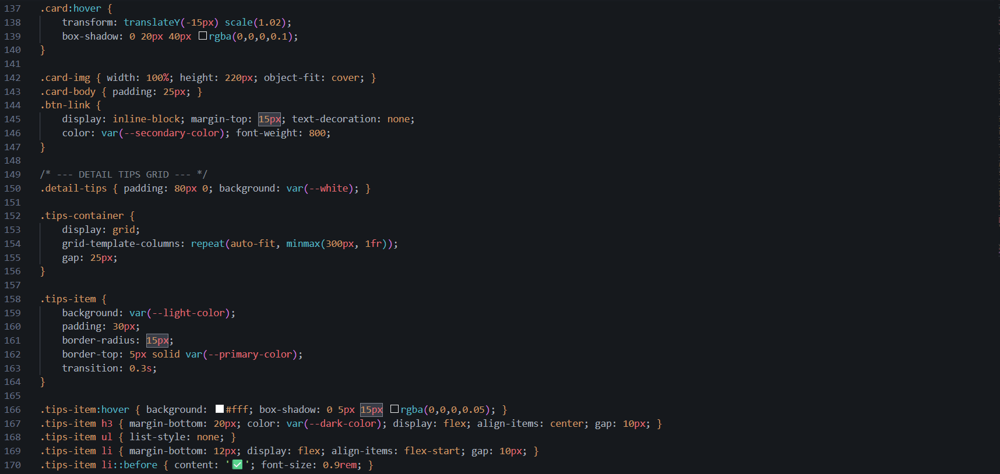 137 .card:hover {
138     transform: translateY(-15px) scale(1.02);
139     box-shadow: 0 20px 40px rgba(0,0,0,0.1);
140 }
141
142 .card-img { width: 100%; height: 220px; object-fit: cover; }
143 .card-body { padding: 25px; }
144 .btn-link {
145     display: inline-block; margin-top: 15px; text-decoration: none;
146     color: var(--secondary-color); font-weight: 800;
147 }
148
149 /* --- DETAIL TIPS GRID --- */
150 .detail-tips { padding: 80px 0; background: var(--white); }
151
152 .tips-container {
153     display: grid;
154     grid-template-columns: repeat(auto-fit, minmax(300px, 1fr));
155     gap: 25px;
156 }
157
158 .tips-item {
159     background: var(--light-color);
160     padding: 30px;
161     border-radius: 15px;
162     border-top: 5px solid var(--primary-color);
163     transition: 0.3s;
164 }
165
166 .tips-item:hover { background: #fff; box-shadow: 0 5px 15px rgba(0,0,0,0.05); }
167 .tips-item h3 { margin-bottom: 20px; color: var(--dark-color); display: flex; align-items: center; gap: 10px; }
168 .tips-item ul { list-style: none; }
169 .tips-item li { margin-bottom: 12px; display: flex; align-items: flex-start; gap: 10px; }
170 .tips-item li::before { content: '✅'; font-size: 0.9rem; }